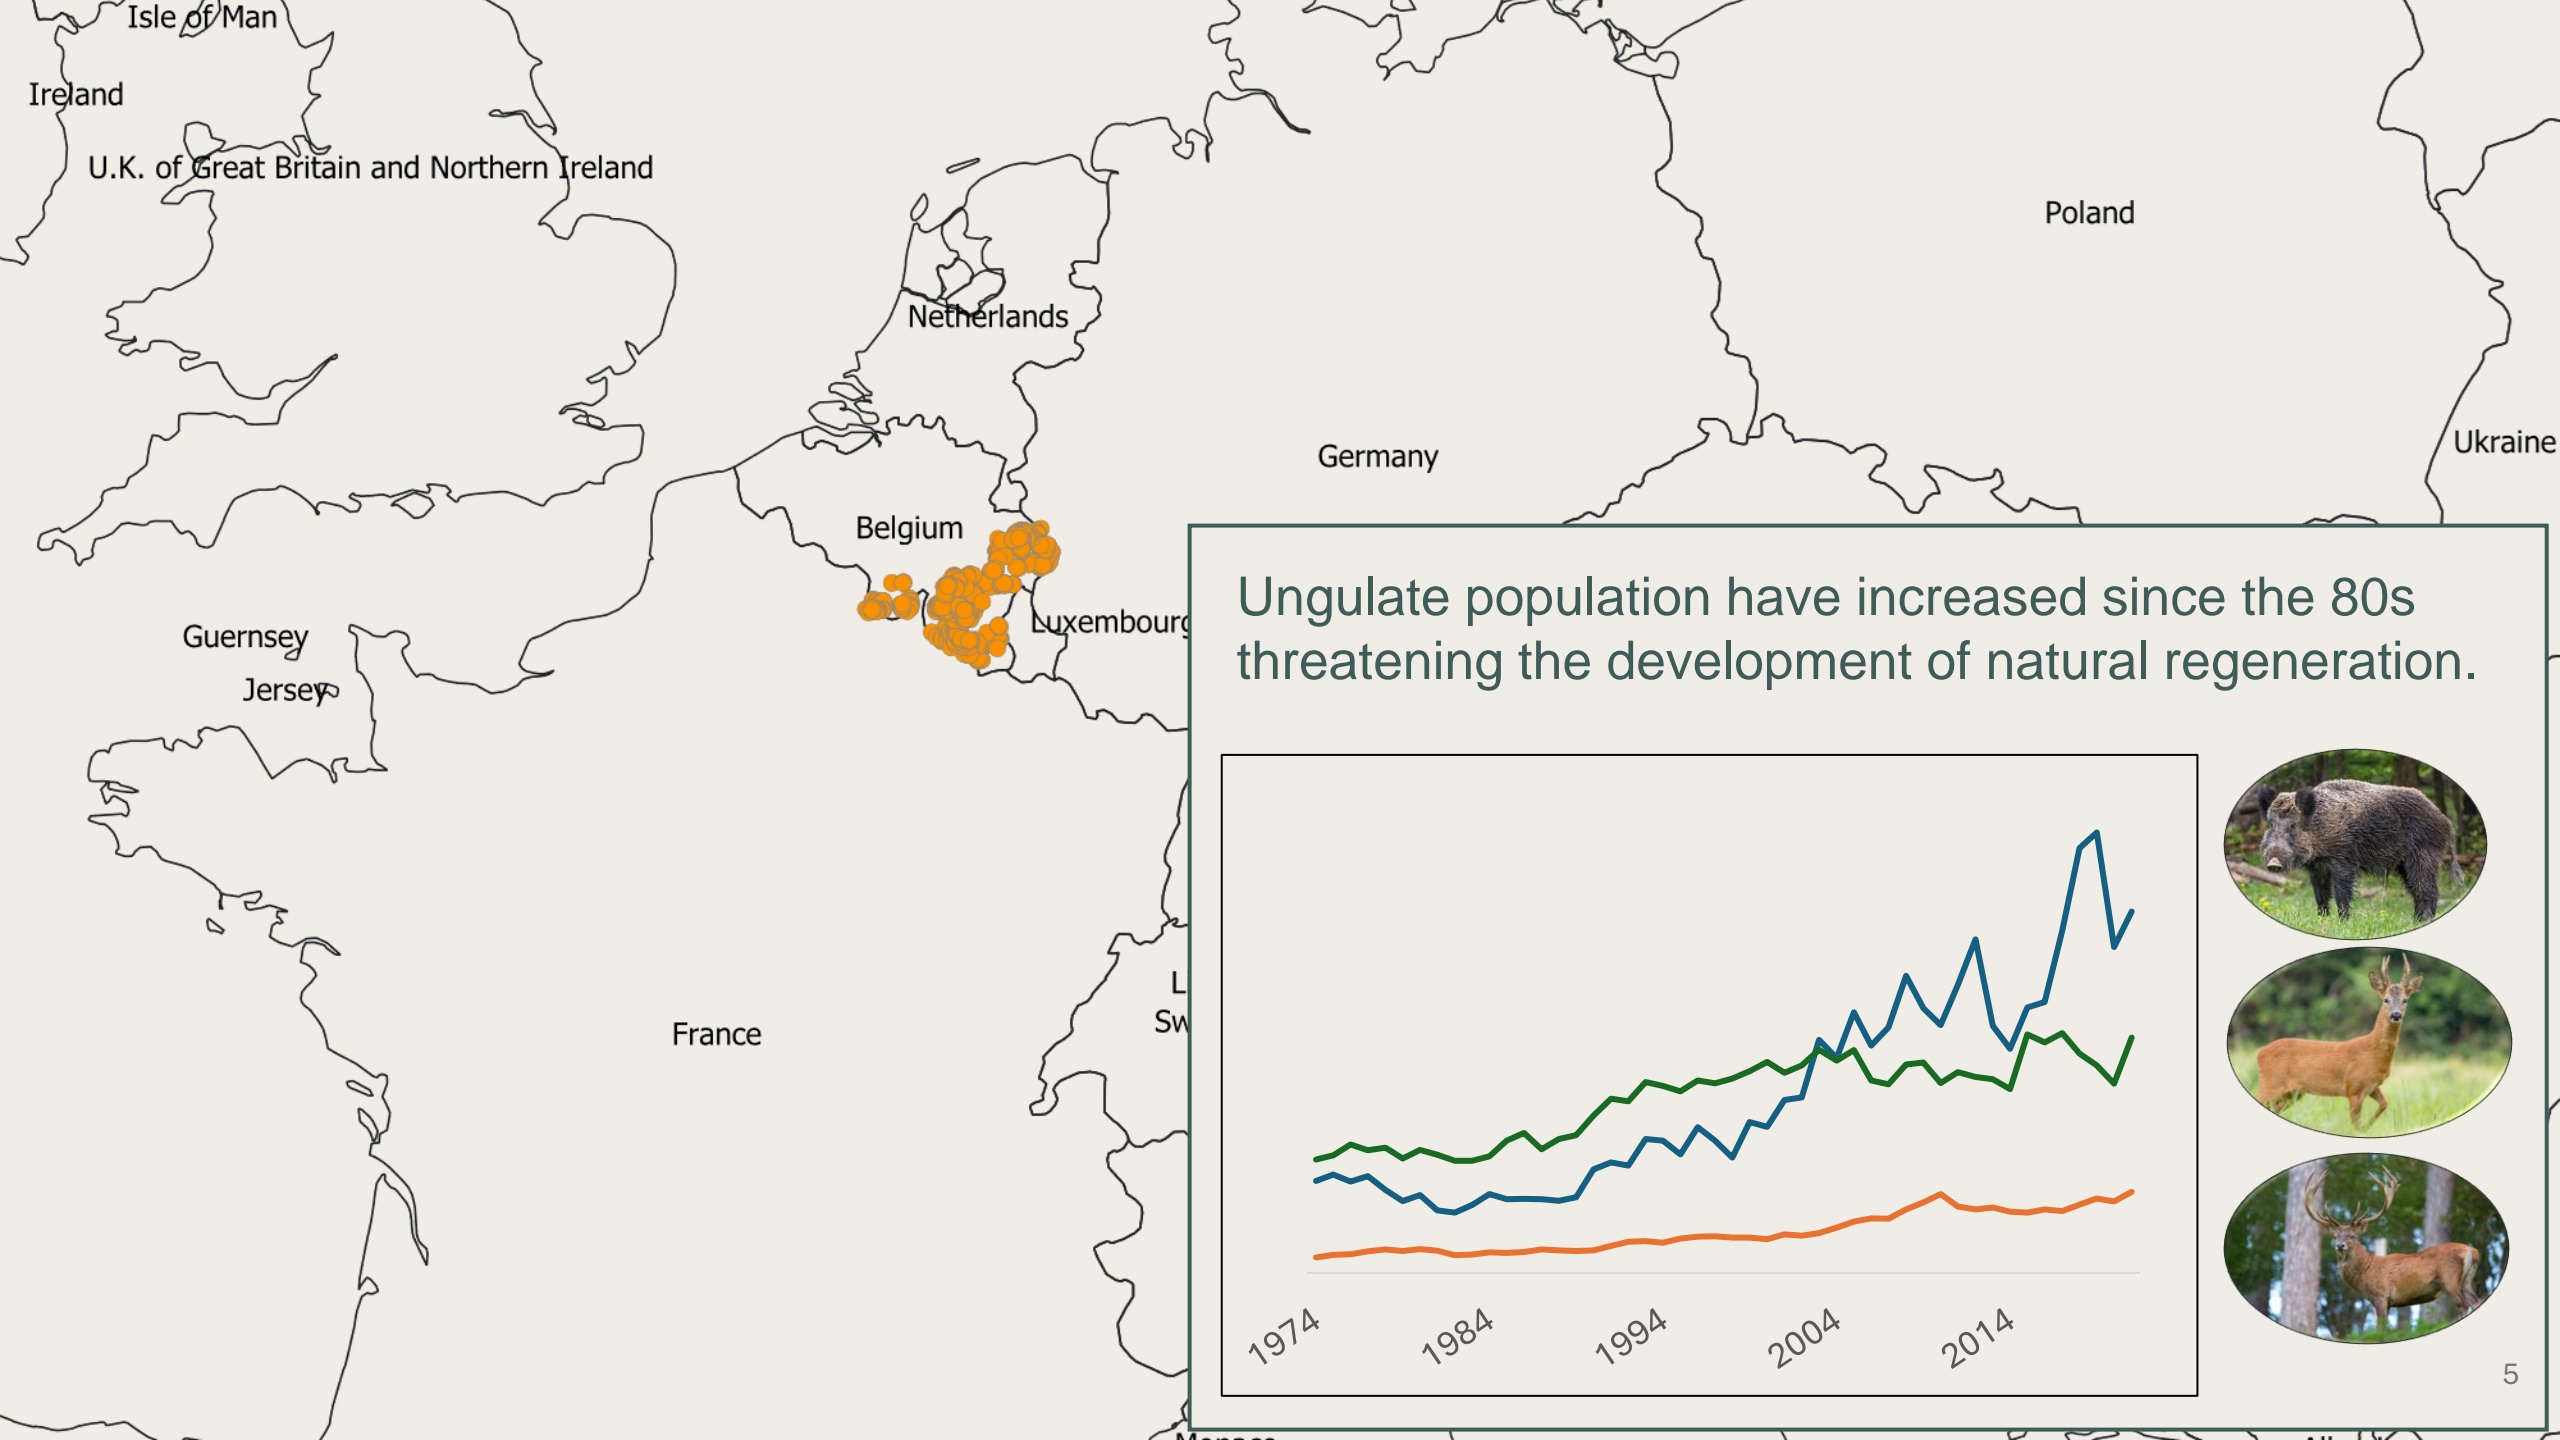 Isle of Man
Ireland
U.K. of Great Britain and Northern Ireland
Poland
Netherlands
Ukraine
Germany
Belgium
Luxembourg
Guernsey
Jersey
France
Ungulate population have increased since the 80s
threatening the development of natural regeneration.
1974
1984
1994
2004
2014
5